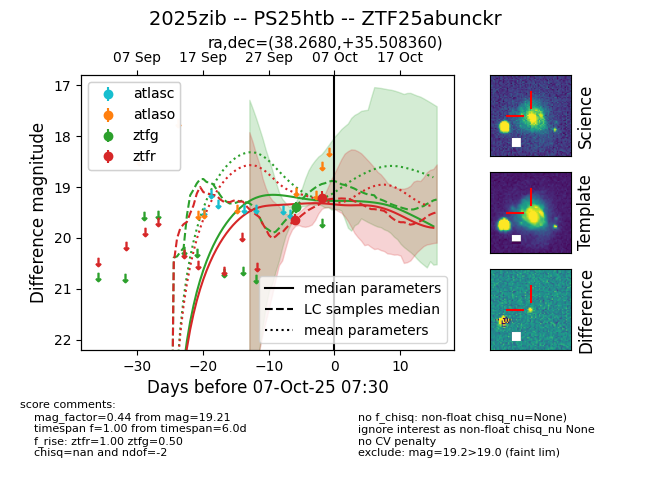 2025zib -- PS25htb -- ZTF25abunckr
ra,dec=(38.2680,+35.508360)
07 Sep 17 Sep 27 Sep 07 Oct 17 Oct
atlasc
atlaso
ztfg
ztfr
17
18
19
20
21
22
Difference magnitude
median parameters
LC samples median
mean parameters
−30 −20 −10 0 10
Days before 07-Oct-25 07:30
Science
Template
Difference
score comments:
mag_factor=0.44 from mag=19.21
timespan f=1.00 from timespan=6.0d
f_rise: ztfr=1.00 ztfg=0.50
chisq=nan and ndof=-2
no f_chisq: non-float chisq_nu=None)
ignore interest as non-float chisq_nu None
no CV penalty
exclude: mag=19.2>19.0 (faint lim)